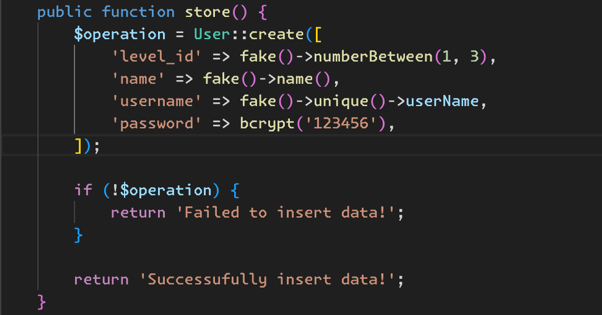 public function store() {
    $operation = User::create([
        'level_id' => fake()->numberBetween(1, 3),
        'name' => fake()->name(),
        'username' => fake()->unique()->userName,
        'password' => bcrypt('123456'),
    ]);

    if (!$operation) {
        return 'Failed to insert data!';
    }

    return 'Successufully insert data!';
}